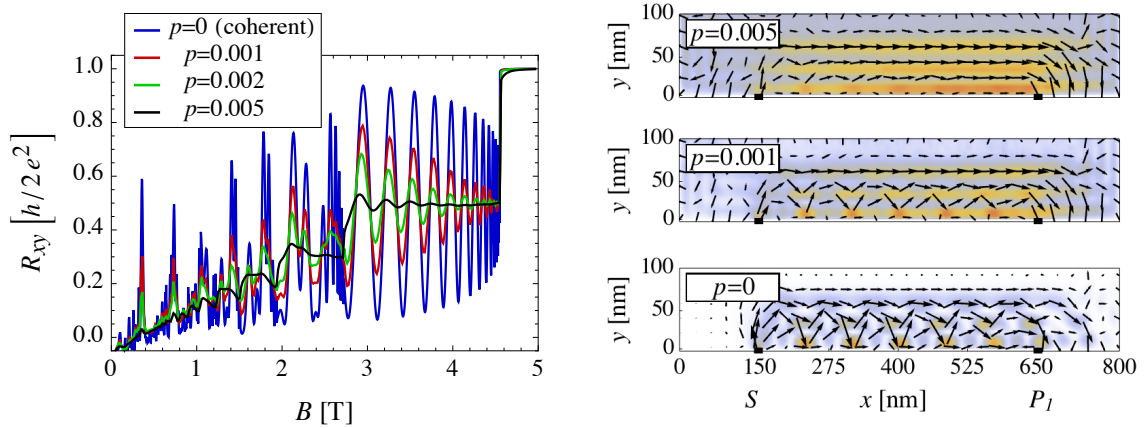 p=0 (coherent)
p=0.001
p=0.002
p=0.005
R_xy [h/2e^2]
1.0
0.8
0.6
0.4
0.2
0.0
0 1 2 3 4 5
B [T]
p=0.005
y [nm]
100
50
0
p=0.001
y [nm]
100
50
0
p=0
y [nm]
100
50
0
0 150 275 400 525 650 800
S x [nm] P_1